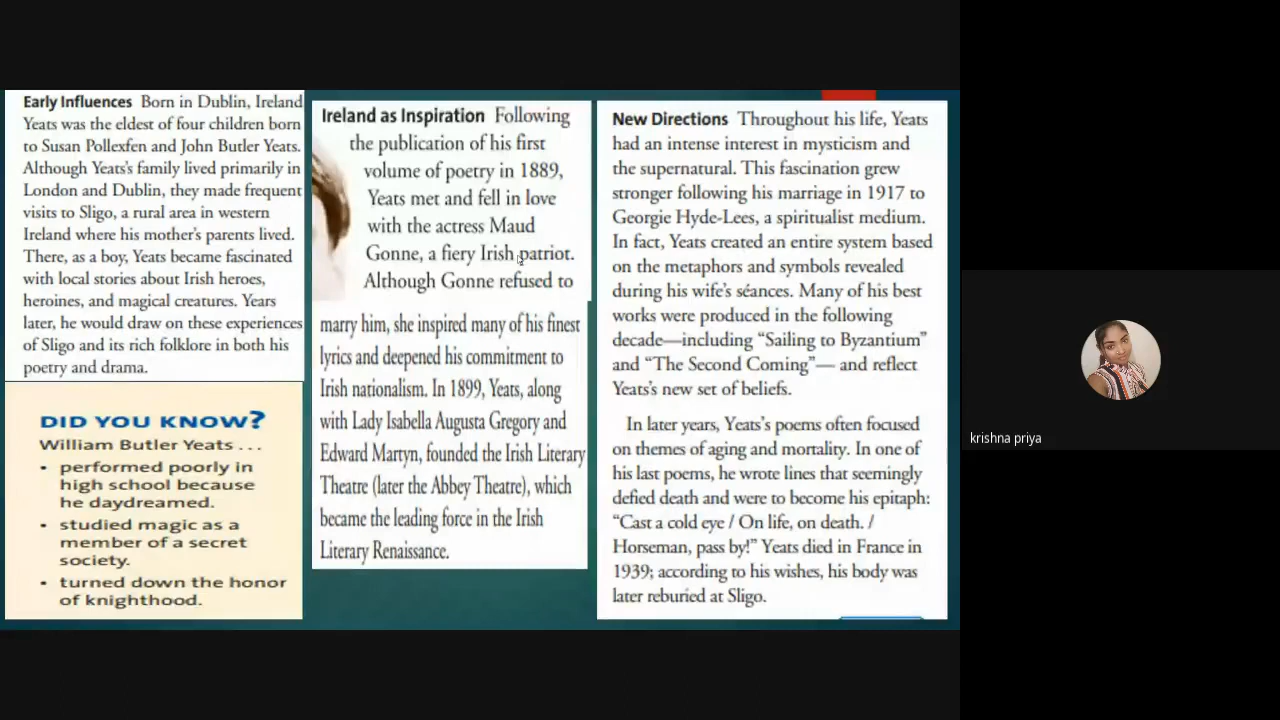 Early Influences Born in Dublin, Ireland
Yeats was the eldest of four children born
to Susan Pollexfen and John Butler Yeats.
Although Yeats's family lived primarily in
London and Dublin, they made frequent
visits to Sligo, a rural area in western
Ireland where his mother's parents lived.
There, as a boy, Yeats became fascinated
with local stories about Irish heroes,
heroines, and magical creatures. Years
later, he would draw on these experiences
of Sligo and its rich folklore in both his
poetry and drama.
DID YOU KNOW?
William Butler Yeats . . .
• performed poorly in
high school because
he daydreamed.
• studied magic as a
member of a secret
society.
• turned down the honor
of knighthood.
Ireland as Inspiration Following
the publication of his first
volume of poetry in 1889,
Yeats met and fell in love
with the actress Maud
Gonne, a fiery Irish patriot.
Although Gonne refused to
marry him, she inspired many of his finest
lyrics and deepened his commitment to
Irish nationalism. In 1899, Yeats, along
with Lady Isabella Augusta Gregory and
Edward Martyn, founded the Irish Literary
Theatre (later the Abbey Theatre), which
became the leading force in the Irish
Literary Renaissance.
New Directions Throughout his life, Yeats
had an intense interest in mysticism and
the supernatural. This fascination grew
stronger following his marriage in 1917 to
Georgie Hyde-Lees, a spiritualist medium.
In fact, Yeats created an entire system based
on the metaphors and symbols revealed
during his wife's séances. Many of his best
works were produced in the following
decade—including "Sailing to Byzantium"
and "The Second Coming"— and reflect
Yeats's new set of beliefs.
In later years, Yeats's poems often focused
on themes of aging and mortality. In one of
his last poems, he wrote lines that seemingly
defied death and were to become his epitaph:
"Cast a cold eye / On life, on death. /
Horseman, pass by!" Yeats died in France in
1939; according to his wishes, his body was
later reburied at Sligo.
krishna priya